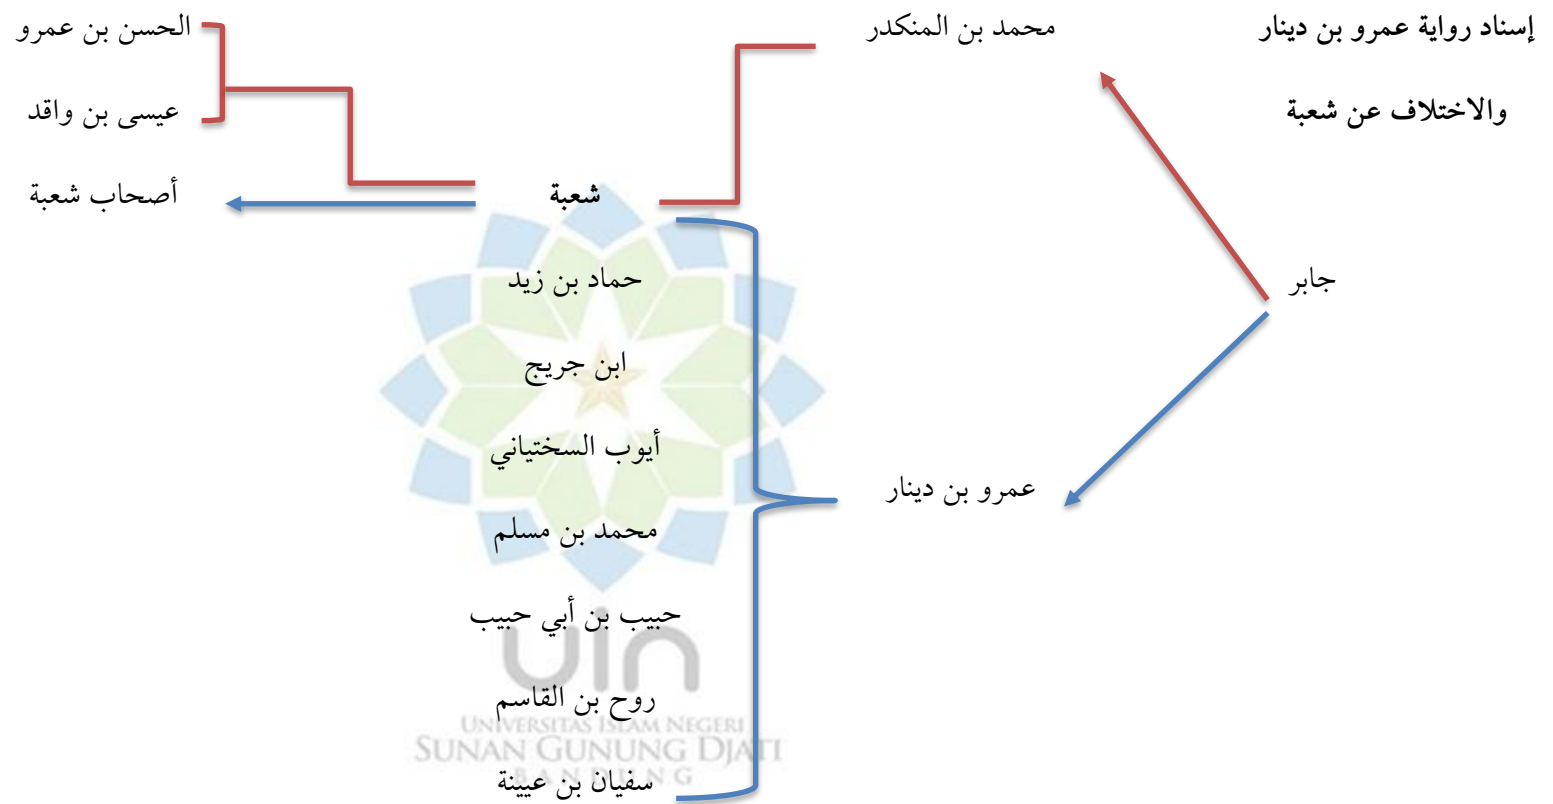 إسناد رواية عمرو بن دينار
والاختلاف عن شعبة
جابر
محمد بن المنكدر
عمرو بن دينار
شعبة
حماد بن زيد
ابن جريج
أيوب السختياني
محمد بن مسلم
حبيب بن أبي حبيب
روح بن القاسم
سفيان بن عيينة
الحسن بن عمرو
عيسى بن واقد
أصحاب شعبة
uin
UNIVERSITAS ISLAM NEGERI
SUNAN GUNUNG DJATI
BANDUNG